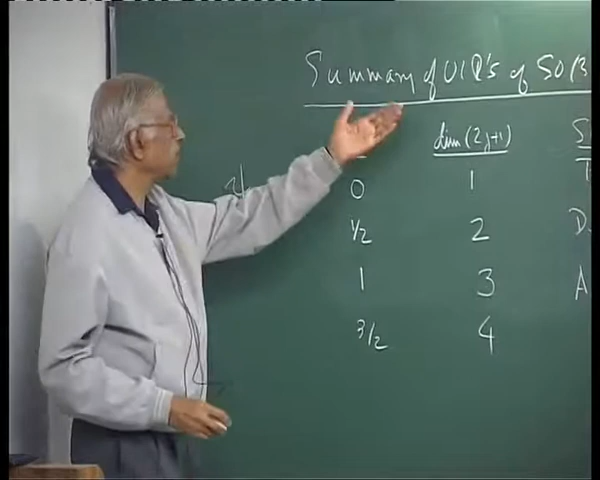 Summary of UIR's of SO(3
dim (2j+1) S
ψ 0 1 T
1/2 2 D
1 3 A
3/2 4